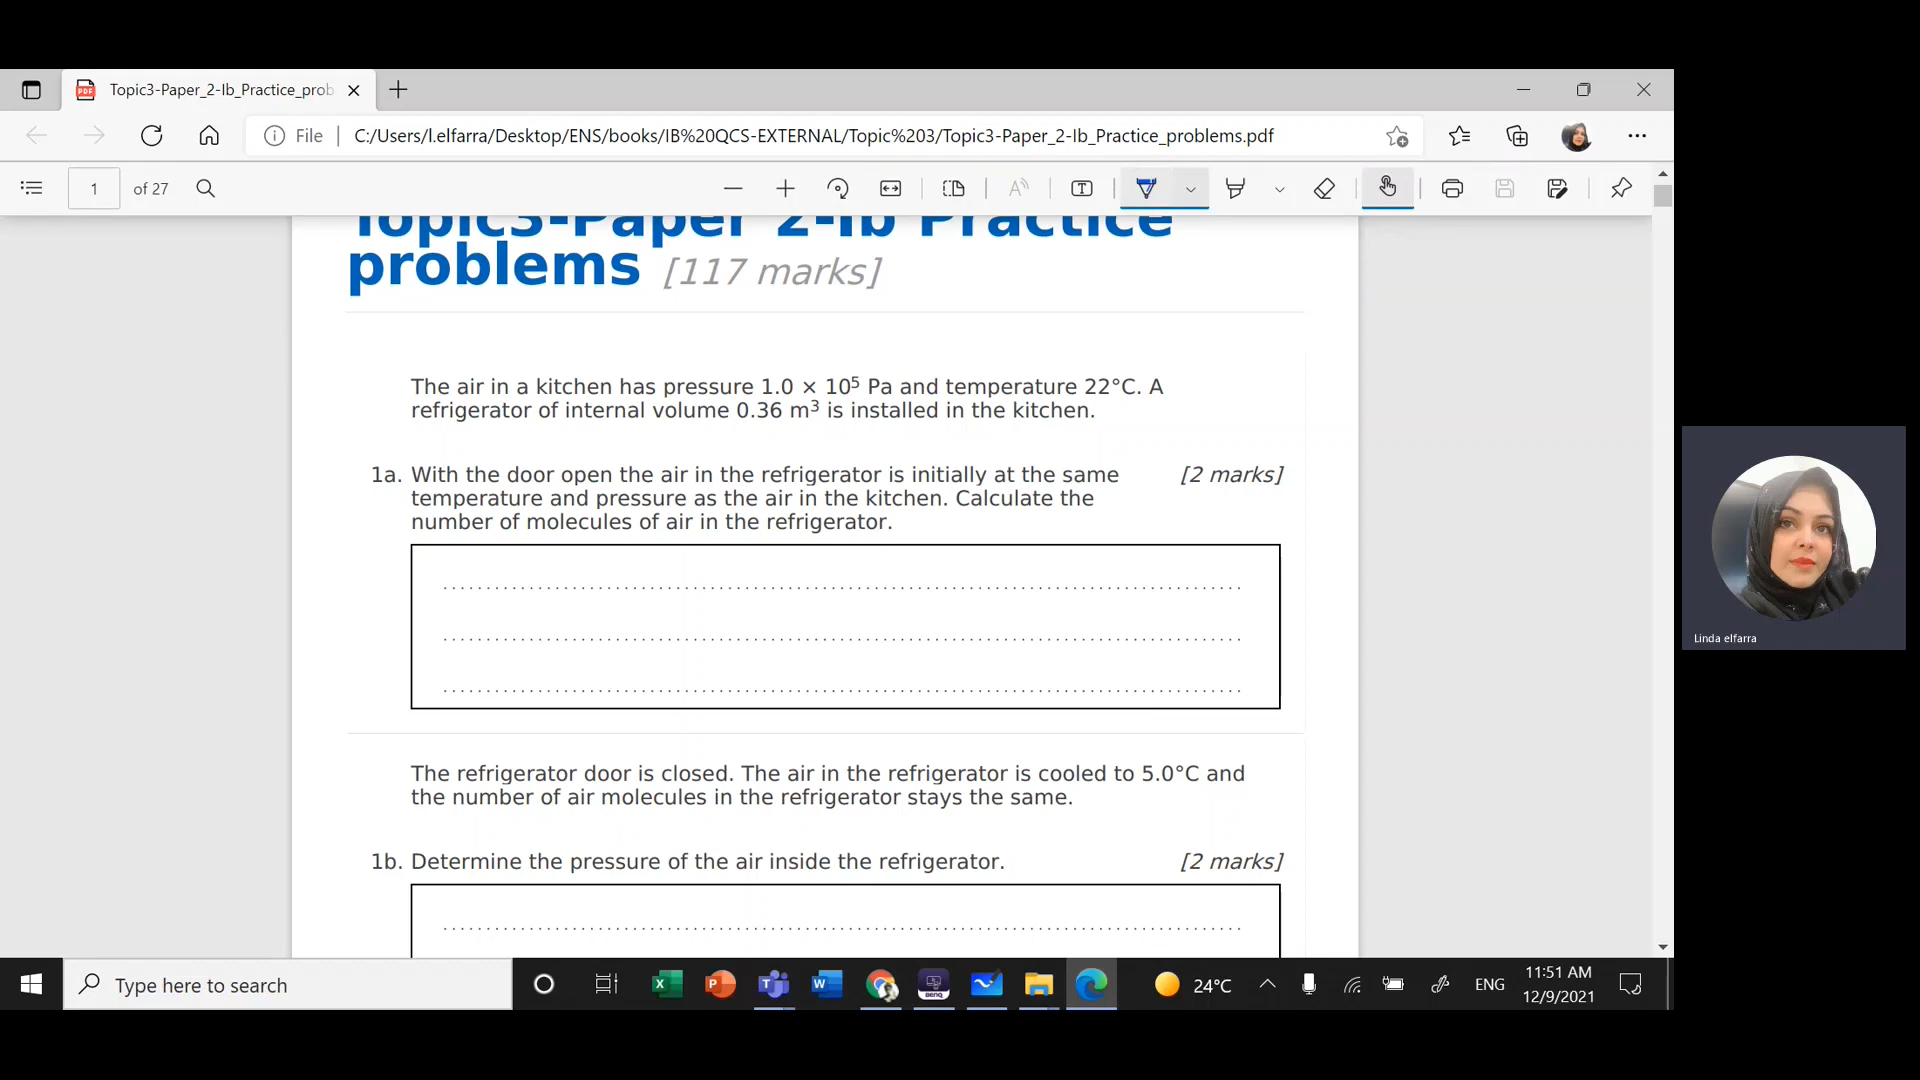 Topic3-Paper_2-Ib_Practice_prob
File
C:/Users/l.elfarra/Desktop/ENS/books/IB%20QCS-EXTERNAL/Topic%203/Topic3-Paper_2-Ib_Practice_problems.pdf
1 of 27
Topic3-Paper 2-Ib Practice
problems [117 marks]
The air in a kitchen has pressure 1.0 × 10⁵ Pa and temperature 22°C. A
refrigerator of internal volume 0.36 m³ is installed in the kitchen.
1a. With the door open the air in the refrigerator is initially at the same [2 marks]
temperature and pressure as the air in the kitchen. Calculate the
number of molecules of air in the refrigerator.
The refrigerator door is closed. The air in the refrigerator is cooled to 5.0°C and
the number of air molecules in the refrigerator stays the same.
1b. Determine the pressure of the air inside the refrigerator. [2 marks]
Linda elfarra
Type here to search
BENQ
24°C
ENG
11:51 AM
12/9/2021